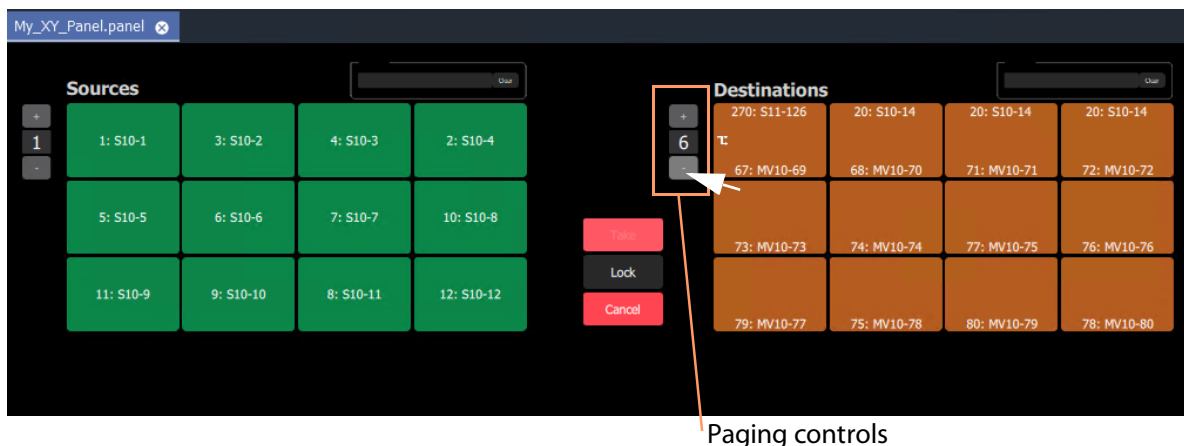 My_XY_Panel.panel
Sources
Clear
Destinations
Clear
+
1
-
1: S10-1
3: S10-2
4: S10-3
2: S10-4
5: S10-5
6: S10-6
7: S10-7
10: S10-8
11: S10-9
9: S10-10
8: S10-11
12: S10-12
Take
Lock
Cancel
+
6
-
270: S11-126
20: S10-14
20: S10-14
20: S10-14
67: MV10-69
68: MV10-70
71: MV10-71
72: MV10-72
73: MV10-73
74: MV10-74
77: MV10-75
76: MV10-76
79: MV10-77
75: MV10-78
80: MV10-79
78: MV10-80
Paging controls